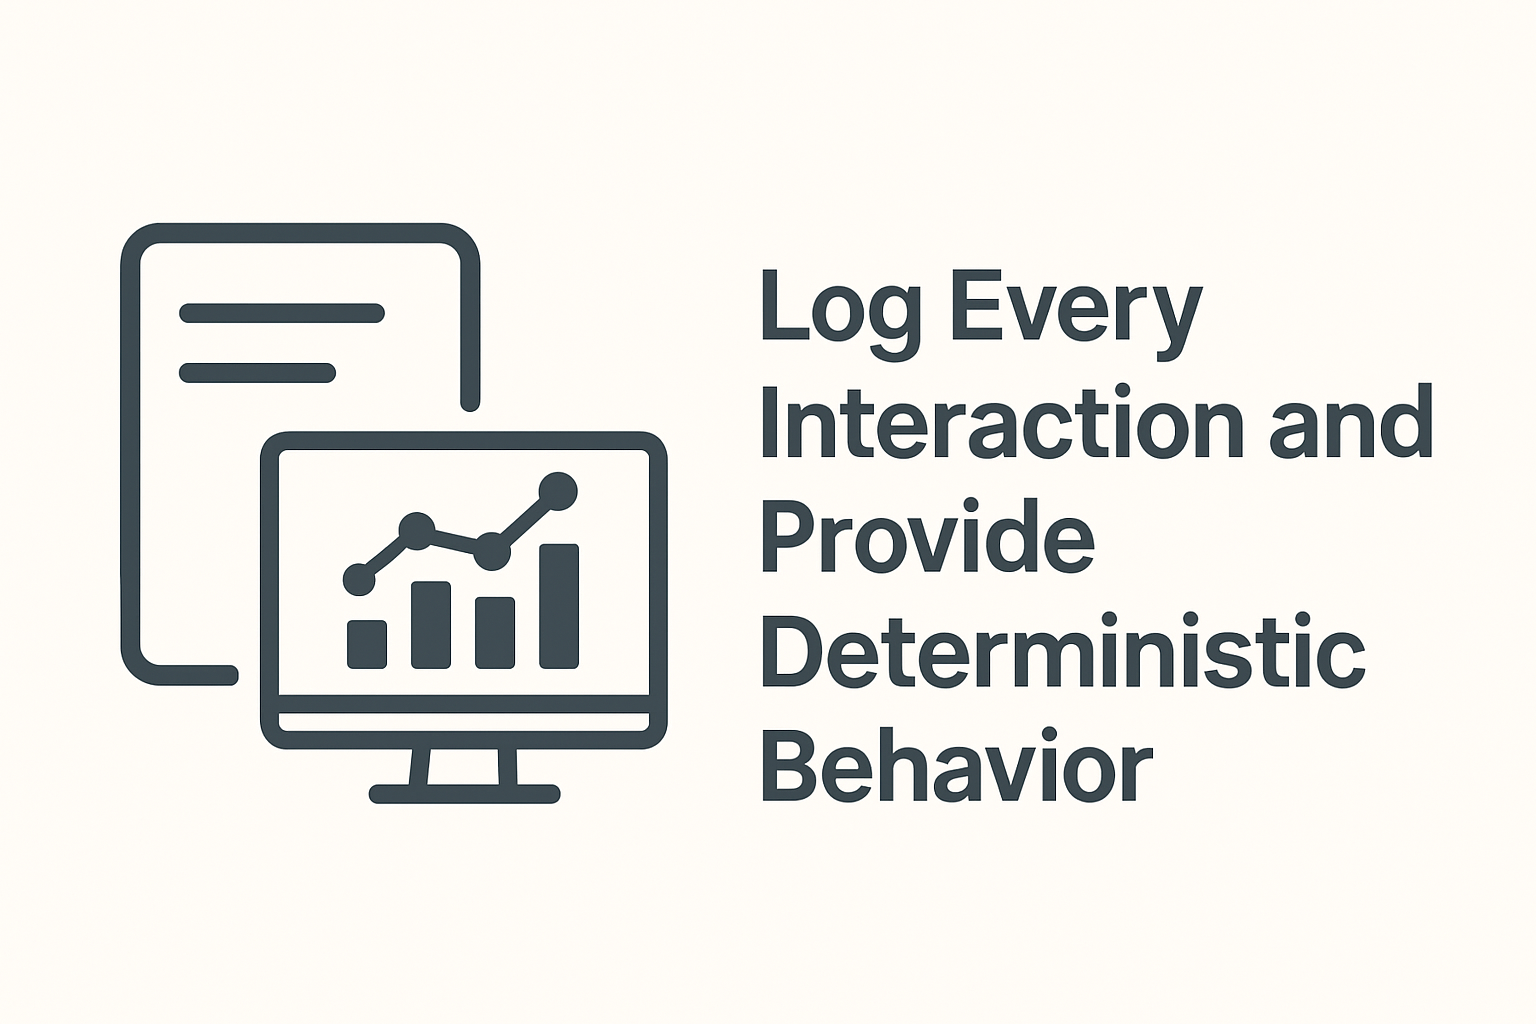 Log Every
Interaction and
Provide
Deterministic
Behavior